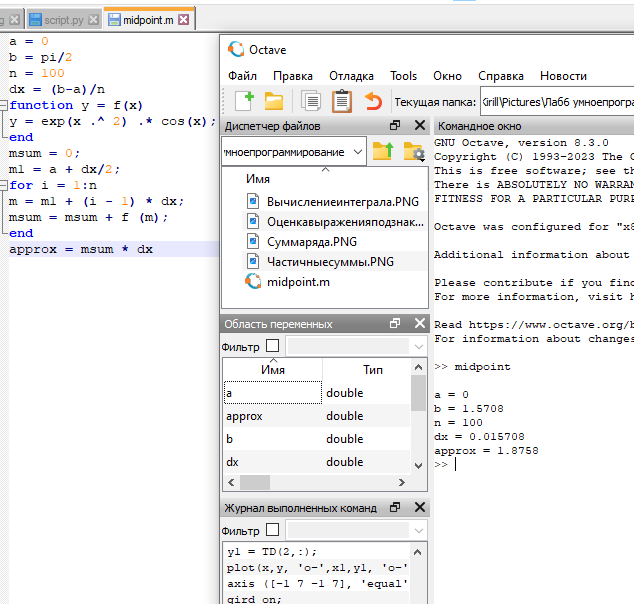 g
script.py
midpoint.m
a = 0
b = pi/2
n = 100
dx = (b-a)/n
function y = f(x)
y = exp(x .^ 2) .* cos(x);
end
msum = 0;
m1 = a + dx/2;
for i = 1:n
m = m1 + (i - 1) * dx;
msum = msum + f (m);
end
approx = msum * dx
Octave
Файл Правка Отладка Tools Окно Справка Новости
Текущая папка: Kirill\Pictures\Лабб умноепрогра
Диспетчер файлов
мноепрограммирование
Имя
Вычислениеинтеграла.PNG
Оценкавыраженияподзнак...
Суммаряда.PNG
Частичныесуммы.PNG
midpoint.m
Область переменных
Фильтр
Имя Тип
a double
approx double
b double
dx double
Журнал выполненных команд
Фильтр
y1 = TD(2,:);
plot(x,y, 'o-',x1,y1, 'o-'
axis ([-1 7 -1 7], 'equal'
gird on;
Командное окно
GNU Octave, version 8.3.0
Copyright (C) 1993-2023 The O
This is free software; see th
There is ABSOLUTELY NO WARRAN
FITNESS FOR A PARTICULAR PURP
Octave was configured for "x8
Additional information about
Please contribute if you find
For more information, visit h
Read https://www.octave.org/b
For information about changes
>> midpoint
a = 0
b = 1.5708
n = 100
dx = 0.015708
approx = 1.8758
>>